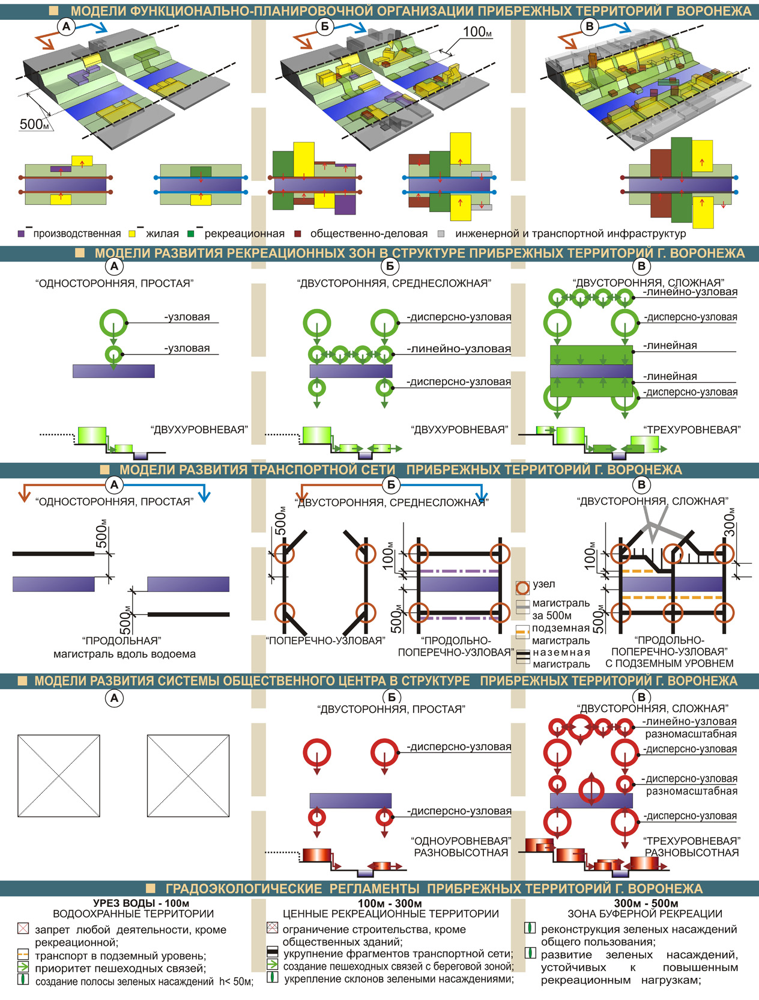 МОДЕЛИ ФУНКЦИОНАЛЬНО-ПЛАНИРОВОЧНОЙ ОРГАНИЗАЦИИ ПРИБРЕЖНЫХ ТЕРРИТОРИЙ Г ВОРОНЕЖА
А
Б
В
100м
500м
производственная
жилая
рекреационная
общественно-деловая
инженерной и транспортной инфраструктур
МОДЕЛИ РАЗВИТИЯ РЕКРЕАЦИОННЫХ ЗОН В СТРУКТУРЕ ПРИБРЕЖНЫХ ТЕРРИТОРИЙ Г. ВОРОНЕЖА
А
Б
В
“ОДНОСТОРОННЯЯ, ПРОСТАЯ”
“ДВУСТОРОННЯЯ, СРЕДНЕСЛОЖНАЯ”
“ДВУСТОРОННЯЯ, СЛОЖНАЯ”
-узловая
-узловая
-дисперсно-узловая
-линейно-узловая
-дисперсно-узловая
-линейно-узловая
-дисперсно-узловая
-линейная
-линейная
-дисперсно-узловая
“ДВУХУРОВНЕВАЯ”
“ДВУХУРОВНЕВАЯ”
“ТРЕХУРОВНЕВАЯ”
МОДЕЛИ РАЗВИТИЯ ТРАНСПОРТНОЙ СЕТИ ПРИБРЕЖНЫХ ТЕРРИТОРИЙ Г. ВОРОНЕЖА
А
Б
В
“ОДНОСТОРОННЯЯ, ПРОСТАЯ”
“ДВУСТОРОННЯЯ, СРЕДНЕСЛОЖНАЯ”
“ДВУСТОРОННЯЯ, СЛОЖНАЯ”
500м
500м
500м
100м
500м
100м
300м
500м
узел
магистраль
за 500м
подземная
магистраль
наземная
магистраль
“ПРОДОЛЬНАЯ”
магистраль вдоль водоема
“ПОПЕРЕЧНО-УЗЛОВАЯ”
“ПРОДОЛЬНО-
ПОПЕРЕЧНО-УЗЛОВАЯ”
“ПРОДОЛЬНО-
ПОПЕРЕЧНО-УЗЛОВАЯ”
С ПОДЗЕМНЫМ УРОВНЕМ
МОДЕЛИ РАЗВИТИЯ СИСТЕМЫ ОБЩЕСТВЕННОГО ЦЕНТРА В СТРУКТУРЕ ПРИБРЕЖНЫХ ТЕРРИТОРИЙ Г. ВОРОНЕЖА
А
Б
В
“ДВУСТОРОННЯЯ, ПРОСТАЯ”
“ДВУСТОРОННЯЯ, СЛОЖНАЯ”
-дисперсно-узловая
-дисперсно-узловая
-линейно-узловая
разномасштабная
-дисперсно-узловая
-дисперсно-узловая
разномасштабная
-дисперсно-узловая
“ОДНОУРОВНЕВАЯ”
РАЗНОВЫСОТНАЯ
“ТРЕХУРОВНЕВАЯ”
РАЗНОВЫСОТНАЯ
ГРАДОЭКОЛОГИЧЕСКИЕ РЕГЛАМЕНТЫ ПРИБРЕЖНЫХ ТЕРРИТОРИЙ Г. ВОРОНЕЖА
УРЕЗ ВОДЫ - 100м
ВОДООХРАННЫЕ ТЕРРИТОРИИ
запрет любой деятельности, кроме
рекреационной;
транспорт в подземный уровень;
приоритет пешеходных связей;
создание полосы зеленых насаждений h< 50м;
100м - 300м
ЦЕННЫЕ РЕКРЕАЦИОННЫЕ ТЕРРИТОРИИ
ограничение строительства, кроме
общественных зданий;
укрупнение фрагментов транспортной сети;
создание пешеходных связей с береговой зоной;
укрепление склонов зелеными насаждениями;
300м - 500м
ЗОНА БУФЕРНОЙ РЕКРЕАЦИИ
реконструкция зеленых насаждений
общего пользования;
развитие зеленых насаждений,
устойчивых к повышенным
рекреационным нагрузкам;